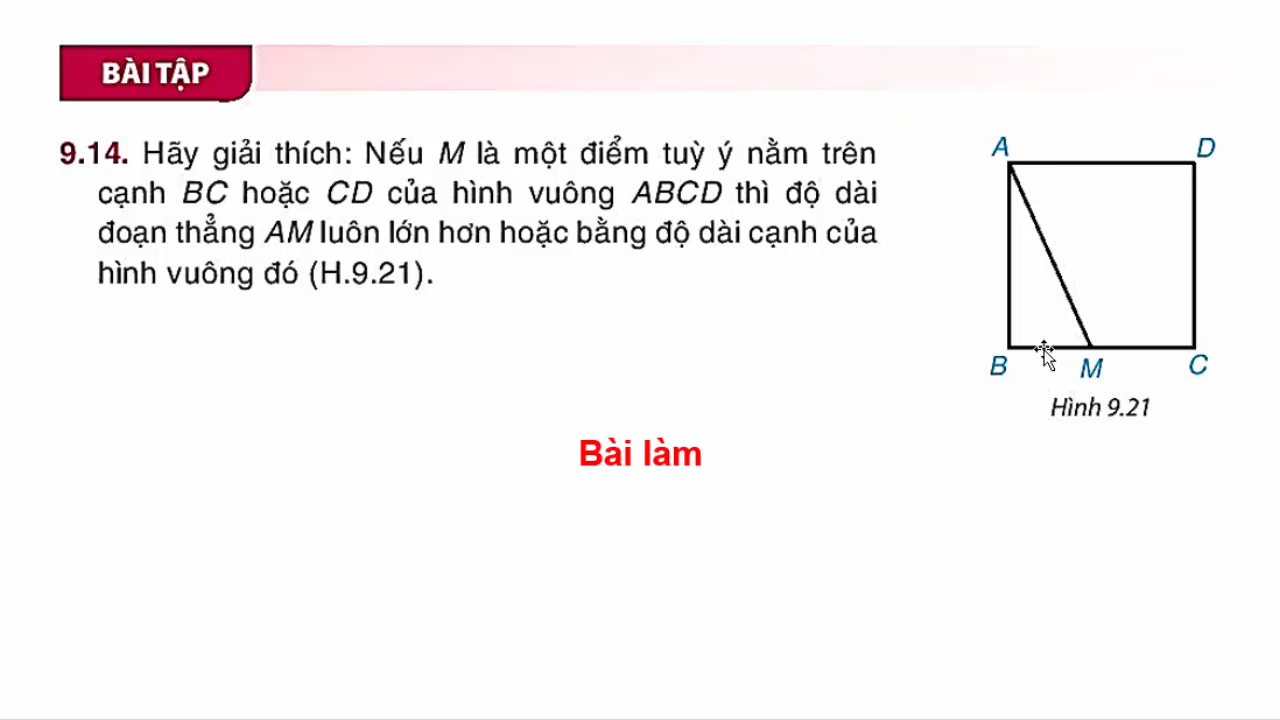 BÀI TẬP
9.14. Hãy giải thích: Nếu M là một điểm tuỳ ý nằm trên
cạnh BC hoặc CD của hình vuông ABCD thì độ dài
đoạn thẳng AM luôn lớn hơn hoặc bằng độ dài cạnh của
hình vuông đó (H.9.21).
A D
B M C
Hình 9.21
Bài làm